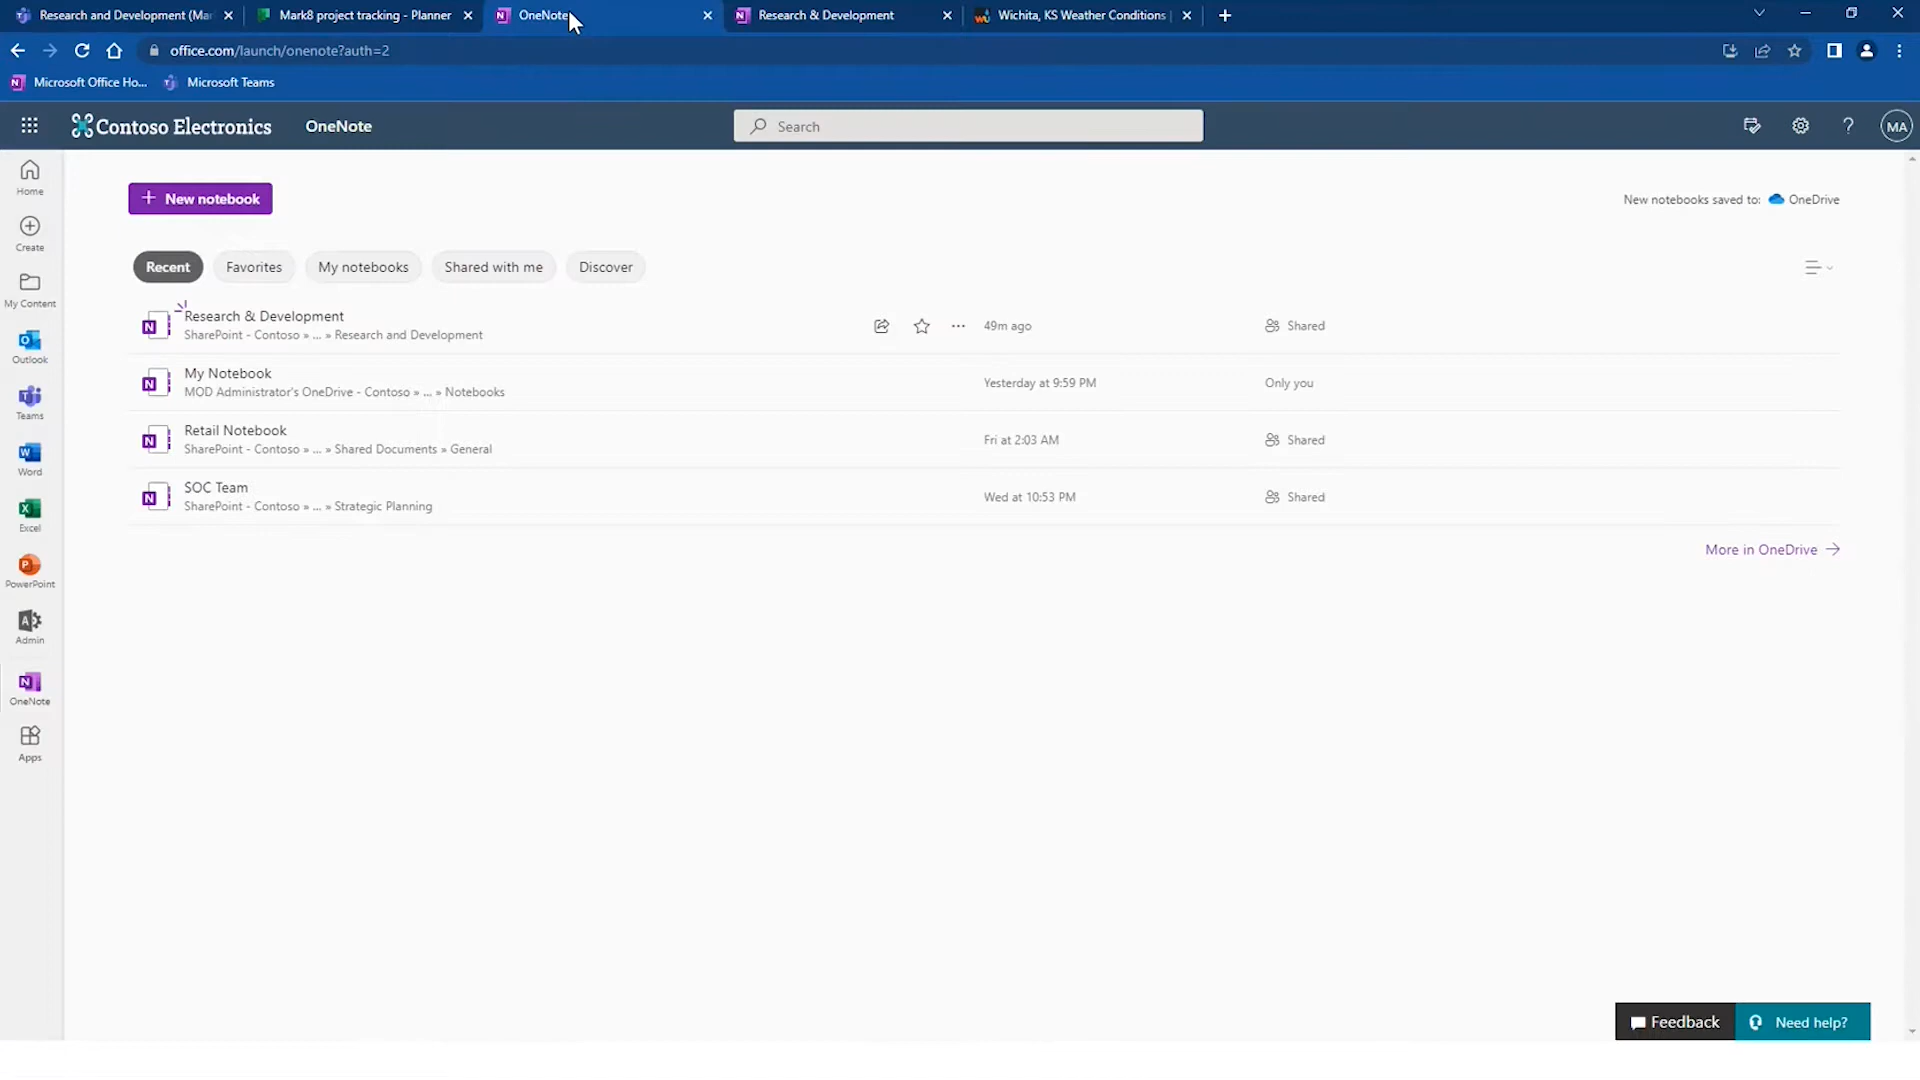 Research and Development (Ma
Mark8 project tracking - Planner
OneNote
Research & Development
Wichita, KS Weather Conditions
office.com/launch/onenote?auth=2
Microsoft Office Ho...
Microsoft Teams
Contoso Electronics
OneNote
Search
MA
Home
Create
My Content
Outlook
Teams
Word
Excel
PowerPoint
Admin
OneNote
Apps
+ New notebook
New notebooks saved to: OneDrive
Recent
Favorites
My notebooks
Shared with me
Discover
Research & Development
SharePoint - Contoso » ... » Research and Development
49m ago
Shared
My Notebook
MOD Administrator's OneDrive - Contoso » ... » Notebooks
Yesterday at 9:59 PM
Only you
Retail Notebook
SharePoint - Contoso » ... » Shared Documents » General
Fri at 2:03 AM
Shared
SOC Team
SharePoint - Contoso » ... » Strategic Planning
Wed at 10:53 PM
Shared
More in OneDrive
Feedback
Need help?